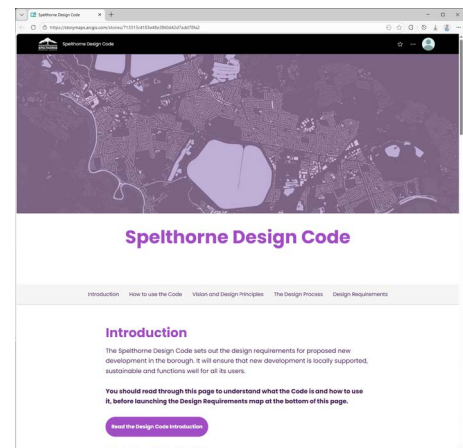 Spelthorne Design Code
SPELTHORNE
Spelthorne Design Code
Spelthorne Design Code
Introduction How to use the Code Vision and Design Principles The Design Process Design Requirements
Introduction
The Spelthorne Design Code sets out the design requirements for proposed new
development in the borough. It will ensure that new development is locally supported,
sustainable and functions well for all its users.
You should read through this page to understand what the Code is and how to use
it, before launching the Design Requirements map at the bottom of this page.
Read the Design Code Introduction